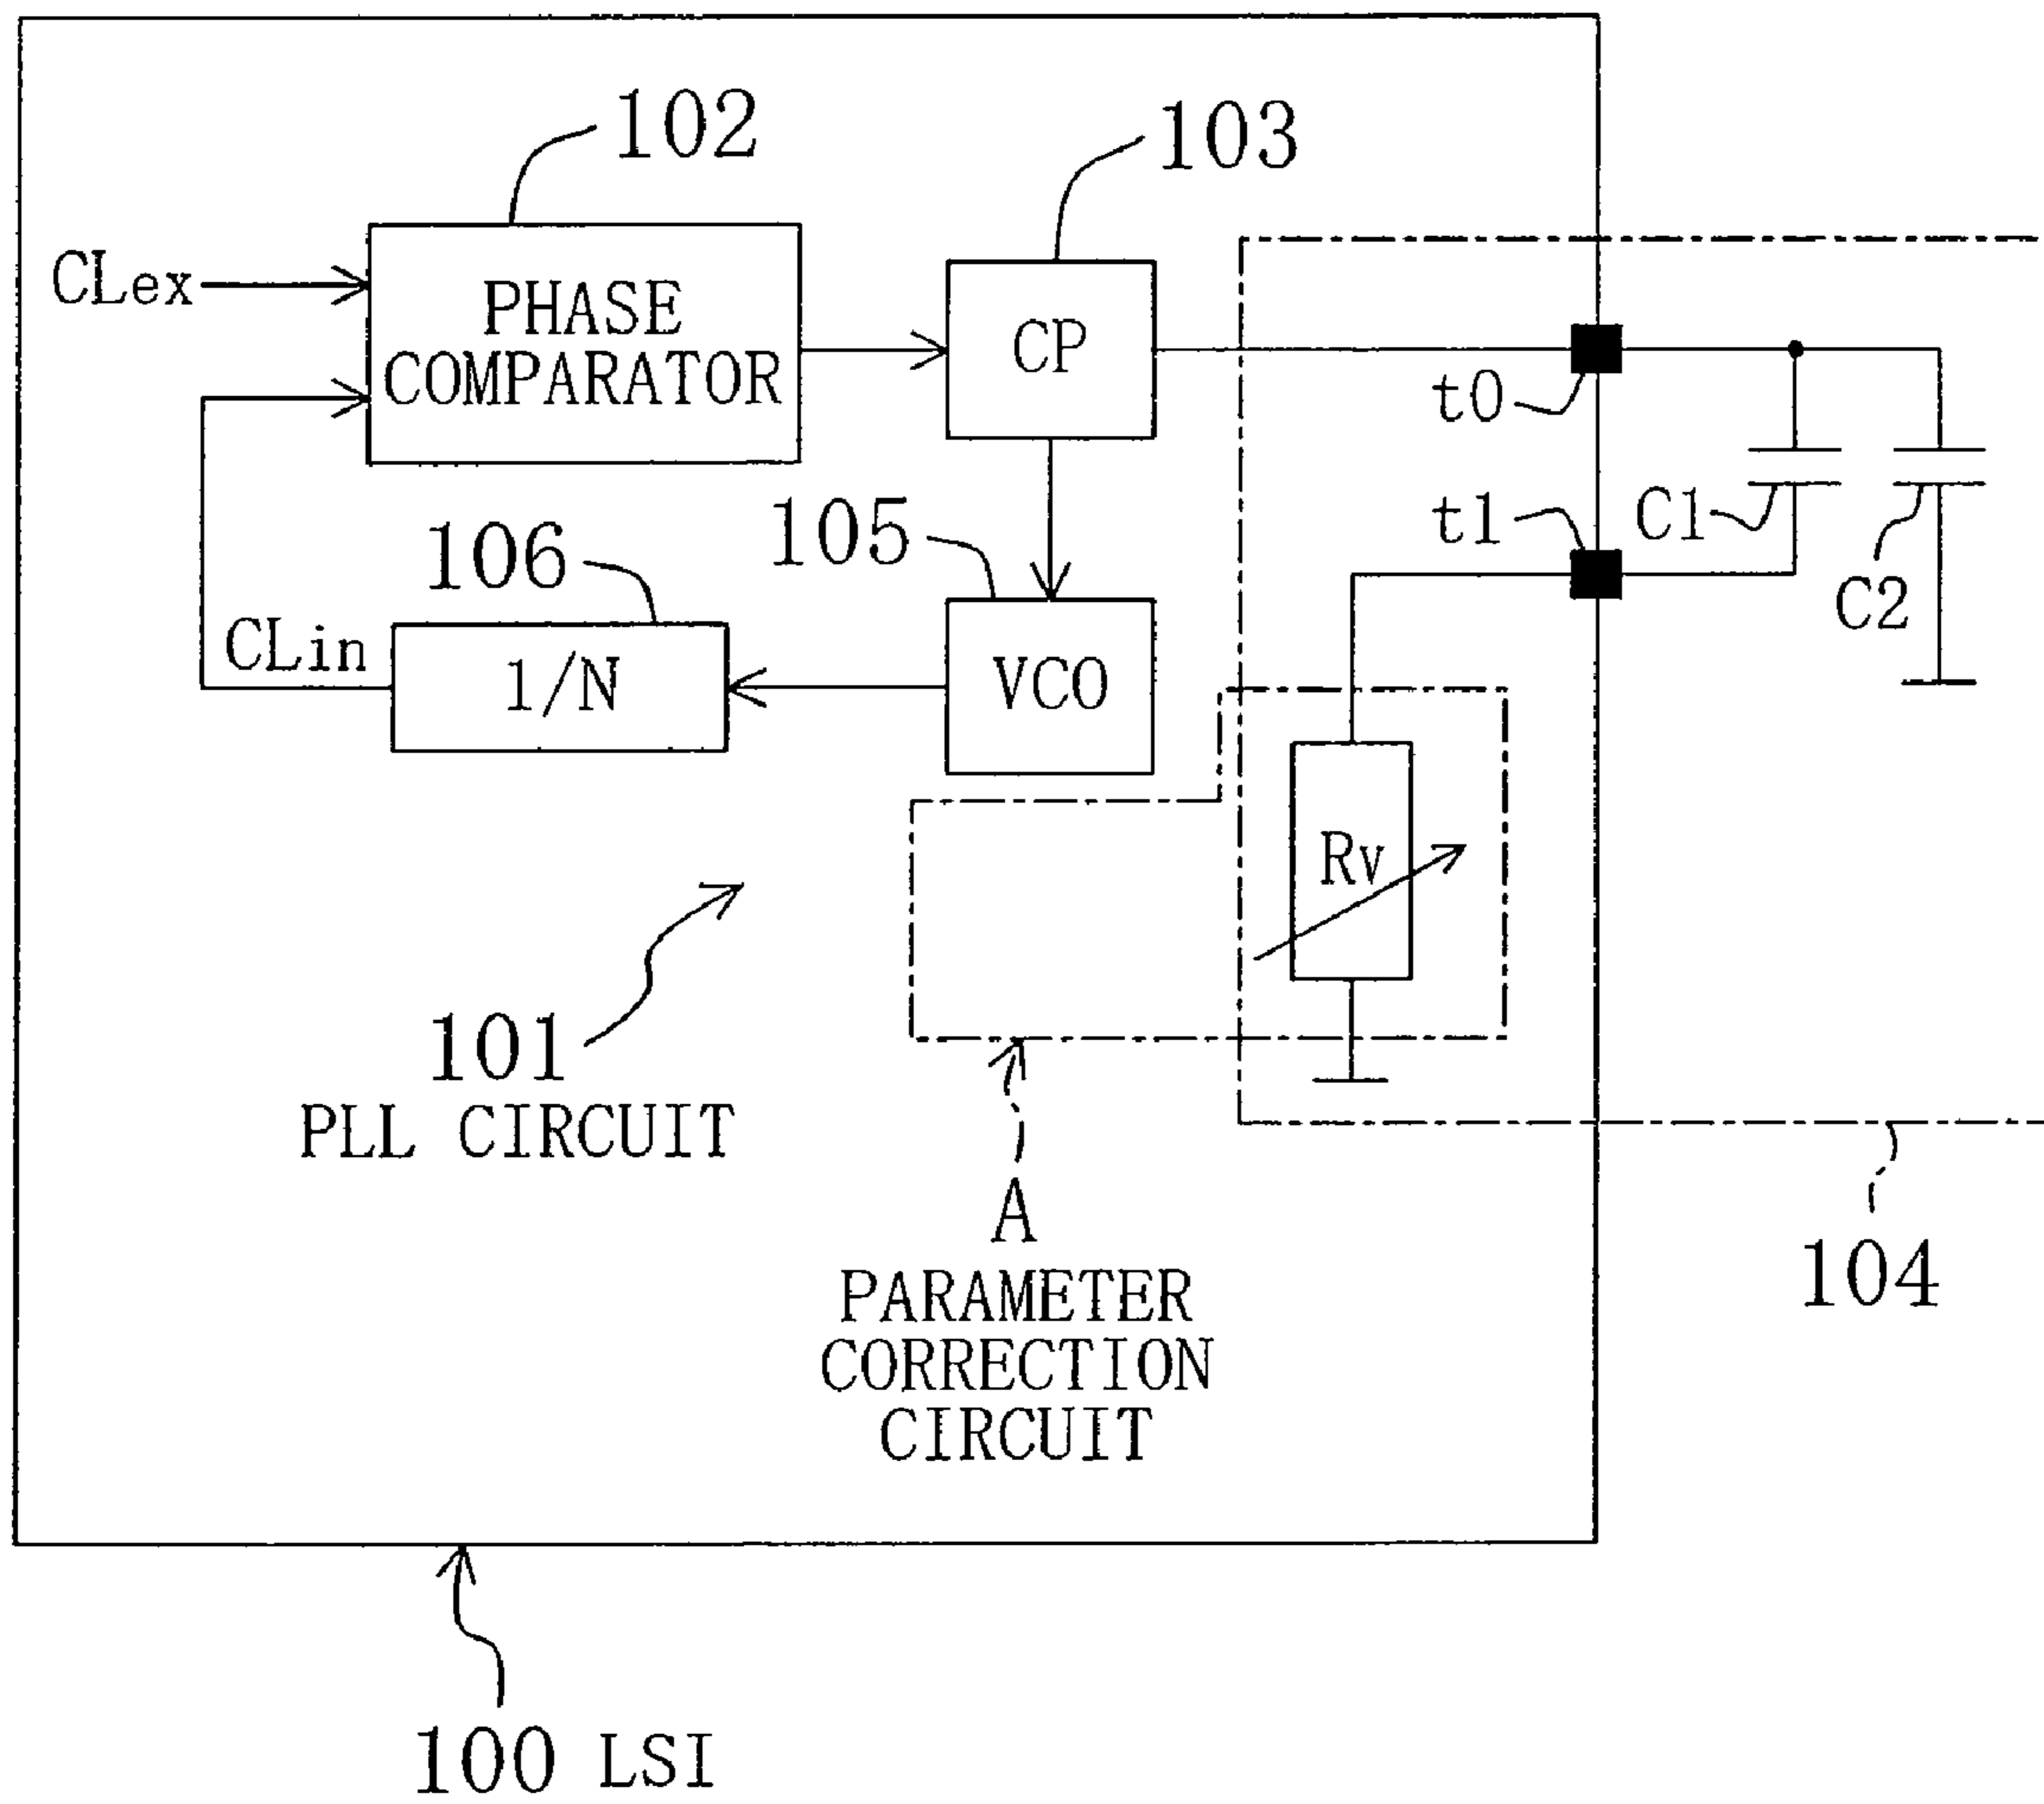 102
103
CLex
PHASE
COMPARATOR
CP
t0
t1
C1
C2
105
106
CLin
1/N
VCO
Rv
101
PLL CIRCUIT
A
PARAMETER
CORRECTION
CIRCUIT
104
100 LSI